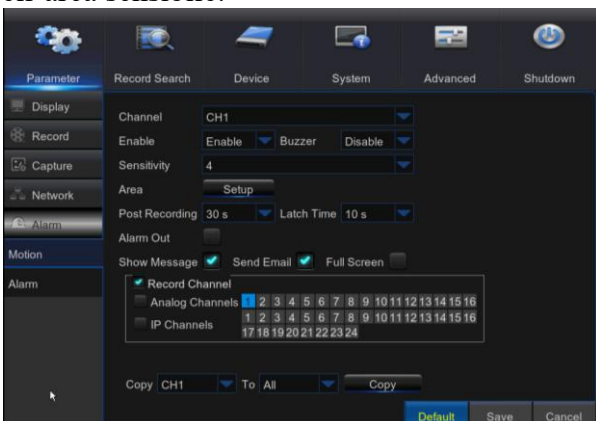 Parameter Record Search Device System Advanced Shutdown
Display
Record
Capture
Network
Alarm
Motion
Alarm
Channel CH1
Enable Enable Buzzer Disable
Sensitivity 4
Area Setup
Post Recording 30 s Latch Time 10 s
Alarm Out
Show Message Send Email Full Screen
Record Channel
Analog Channels 1 2 3 4 5 6 7 8 9 10 11 12 13 14 15 16
IP Channels 1 2 3 4 5 6 7 8 9 10 11 12 13 14 15 16
17 18 19 20 21 22 23 24
Copy CH1 To All Copy
Default Save Cancel